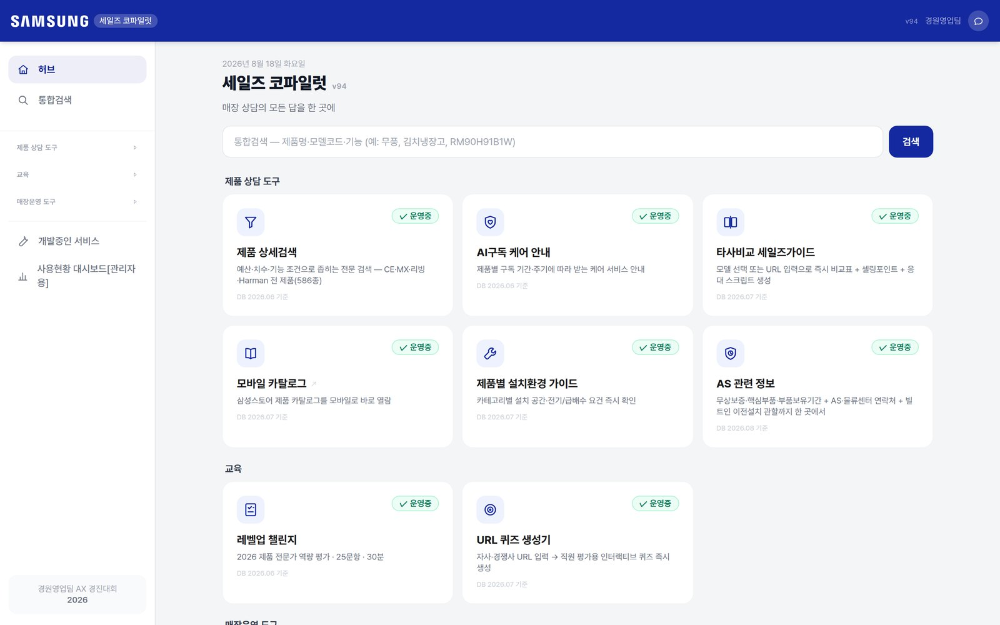 SAMSUNG 세일즈 코파일럿
v94 경원영업팀
허브
통합검색
제품 상담 도구
교육
매장운영 도구
개발중인 서비스
사용현황 대시보드[관리자
용]
경원영업팀 AX 경진대회
2026
2026년 8월 18일 화요일
세일즈 코파일럿 v94
매장 상담의 모든 답을 한 곳에
통합검색 — 제품명·모델코드·기능 (예: 무풍, 김치냉장고, RM90H91B1W)
검색
제품 상담 도구
운영중
제품 상세검색
예산·치수·기능 조건으로 좁히는 전문 검색 — CE·MX·리빙
·Harman 전 제품(586종)
DB 2026.06 기준
운영중
AI구독 케어 안내
제품별 구독 기간·주기에 따라 받는 케어 서비스 안내
DB 2026.06 기준
운영중
타사비교 세일즈가이드
모델 선택 또는 URL 입력으로 즉시 비교표 + 셀링포인트 + 응
대 스크립트 생성
DB 2026.07 기준
운영중
모바일 카탈로그 ↗
삼성스토어 제품 카탈로그를 모바일로 바로 열람
DB 2026.07 기준
운영중
제품별 설치환경 가이드
카테고리별 설치 공간·전기/급배수 요건 즉시 확인
DB 2026.07 기준
운영중
AS 관련 정보
무상보증·핵심부품·부품보유기간 + AS·물류센터 연락처 + 빌
트인 이전설치 관할까지 한 곳에서
DB 2026.08 기준
교육
운영중
레벨업 챌린지
2026 제품 전문가 역량 평가 · 25문항 · 30분
DB 2026.06 기준
운영중
URL 퀴즈 생성기
자사·경쟁사 URL 입력 → 직원 평가용 인터랙티브 퀴즈 즉시
생성
DB 2026.07 기준
매장운영 도구